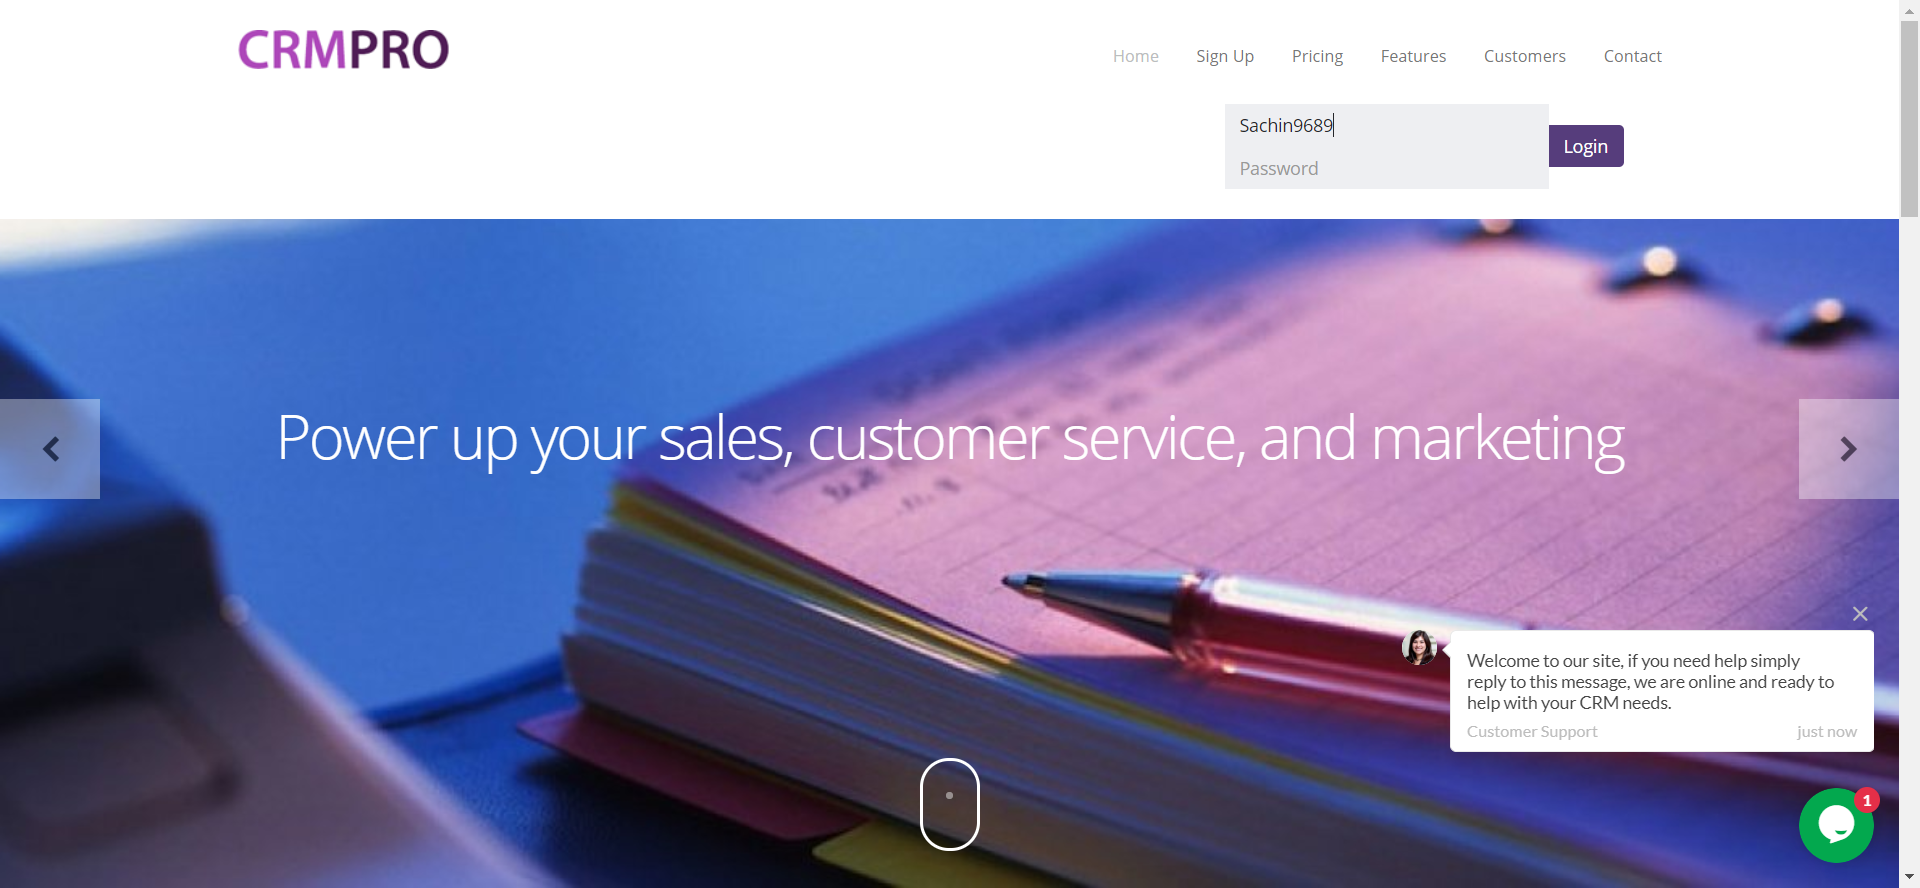 CRMPRO
Home Sign Up Pricing Features Customers Contact
Sachin9689
Password
Login
Power up your sales, customer service, and marketing
Welcome to our site, if you need help simply
reply to this message, we are online and ready to
help with your CRM needs.
Customer Support just now
1